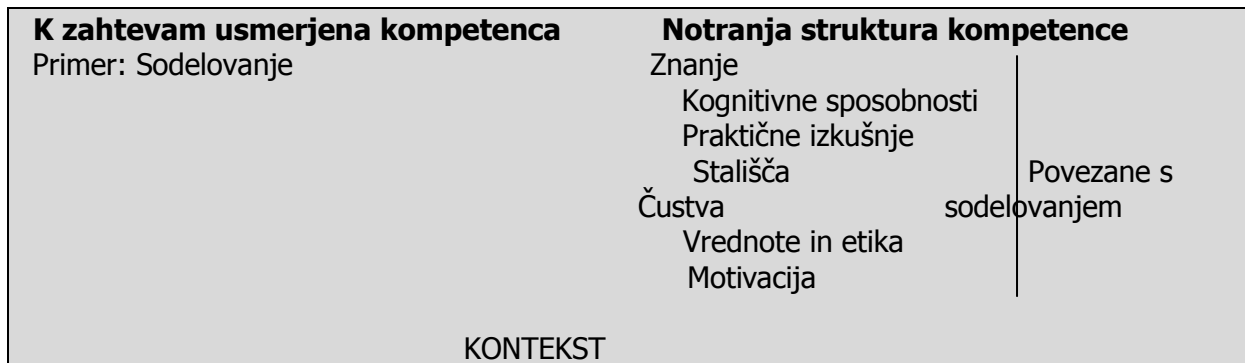 K zahtevam usmerjena kompetenca Notranja struktura kompetence
Primer: Sodelovanje Znanje
Kognitivne sposobnosti
Praktične izkušnje
Stališča Povezane s
Čustva sodelovanjem
Vrednote in etika
Motivacija
KONTEKST